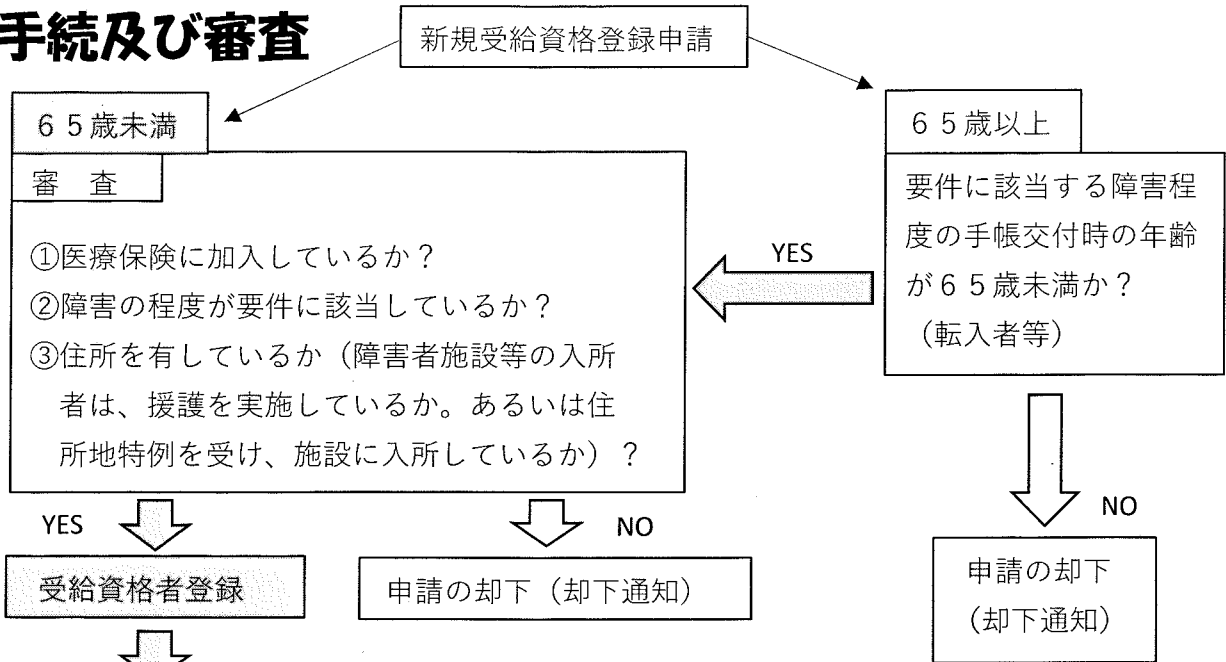 手続及び審査
新規受給資格登録申請
６５歳未満
審　査
①医療保険に加入しているか？
②障害の程度が要件に該当しているか？
③住所を有しているか（障害者施設等の入所
者は、援護を実施しているか。あるいは住
所地特例を受け、施設に入所しているか）？
６５歳以上
要件に該当する障害程
度の手帳交付時の年齢
が６５歳未満か？
（転入者等）
YES
YES
NO
NO
受給資格者登録
申請の却下（却下通知）
申請の却下
（却下通知）